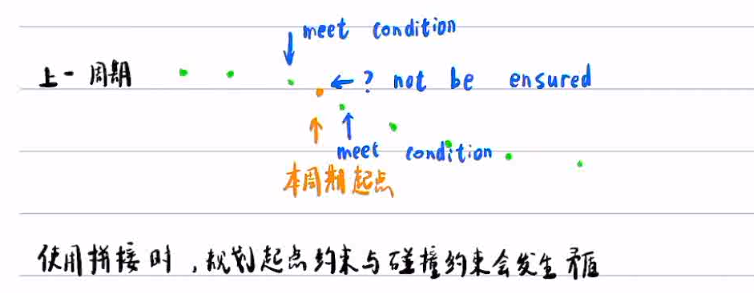 meet condition
上一周期
? not be ensured
meet condition
本周期起点
使用拼接时，规划起点约束与碰撞约束会发生矛盾